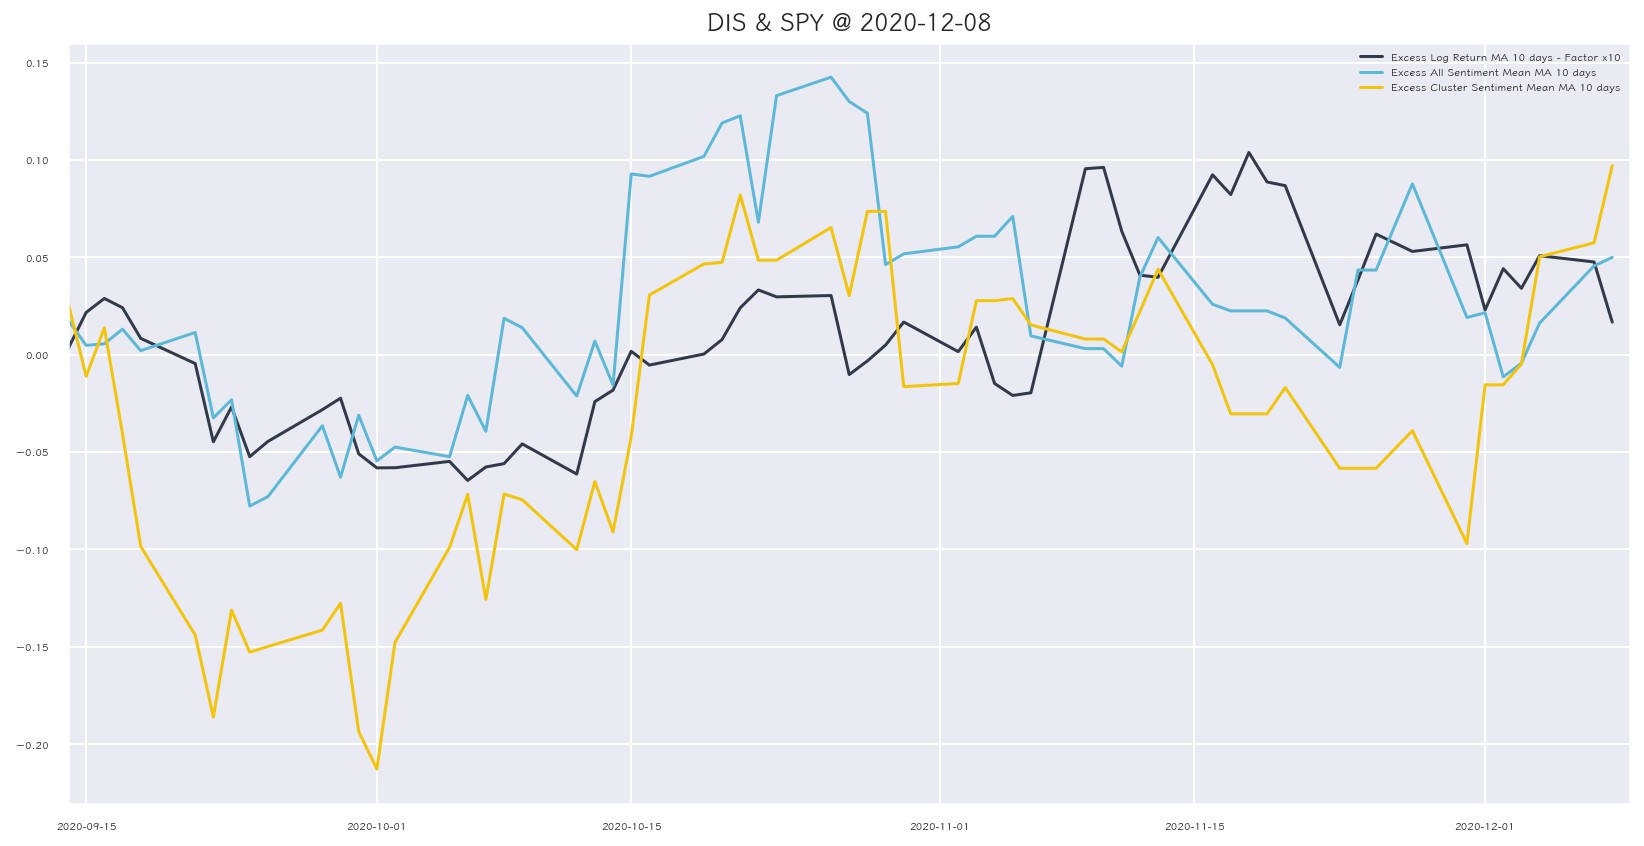 DIS & SPY @ 2020-12-08
Excess Log Return MA 10 days - Factor x10
Excess All Sentiment Mean MA 10 days
Excess Cluster Sentiment Mean MA 10 days
0.15
0.10
0.05
0.00
−0.05
−0.10
−0.15
−0.20
2020-09-15 2020-10-01 2020-10-15 2020-11-01 2020-11-15 2020-12-01